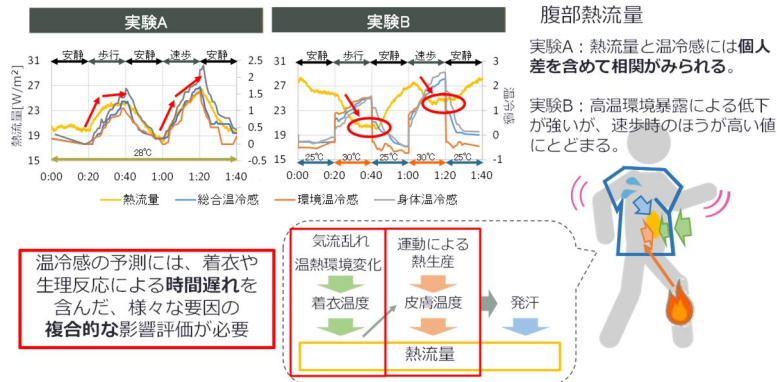 実験A
実験B
腹部熱流量
安静 歩行 安静 速歩 安静
安静 歩行 安静 速歩 安静
熱流量[W/m²]
31
27
23
19
15
2.5
2
1.5
1
0.5
0
-0.5
28℃
0:00 0:20 0:40 1:00 1:20 1:40
31
27
23
19
15
3
2
1
0
-1
温冷感
25℃ 30℃ 25℃ 30℃ 25℃
0:00 0:20 0:40 1:00 1:20 1:40
熱流量 総合温冷感 環境温冷感 身体温冷感
実験A：熱流量と温冷感には個人
差を含めて相関がみられる。
実験B：高温環境暴露による低下
が強いが、速歩時のほうが高い値
にとどまる。
温冷感の予測には、着衣や
生理反応による時間遅れを
含んだ、様々な要因の
複合的な影響評価が必要
気流乱れ
温熱環境変化
着衣温度
運動による
熱生産
皮膚温度
発汗
熱流量